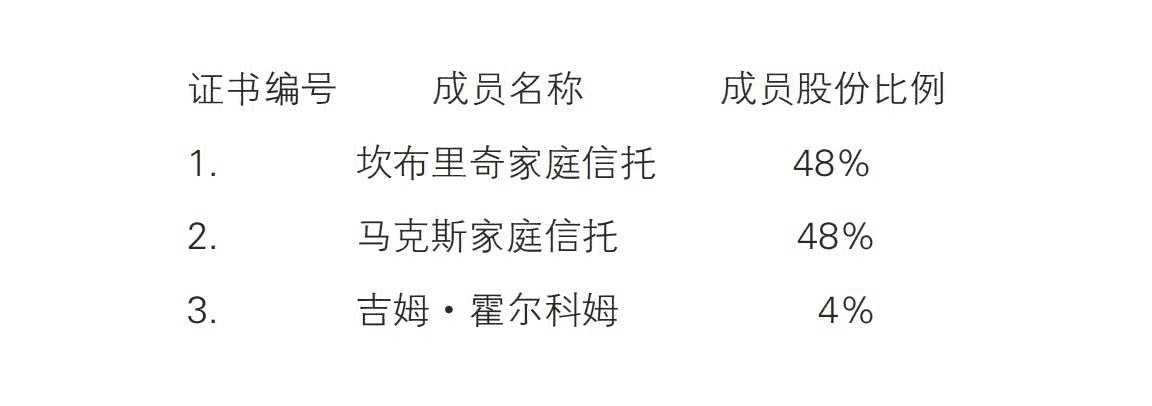 证书编号 成员名称 成员股份比例
1. 坎布里奇家庭信托 48%
2. 马克斯家庭信托 48%
3. 吉姆·霍尔科姆 4%